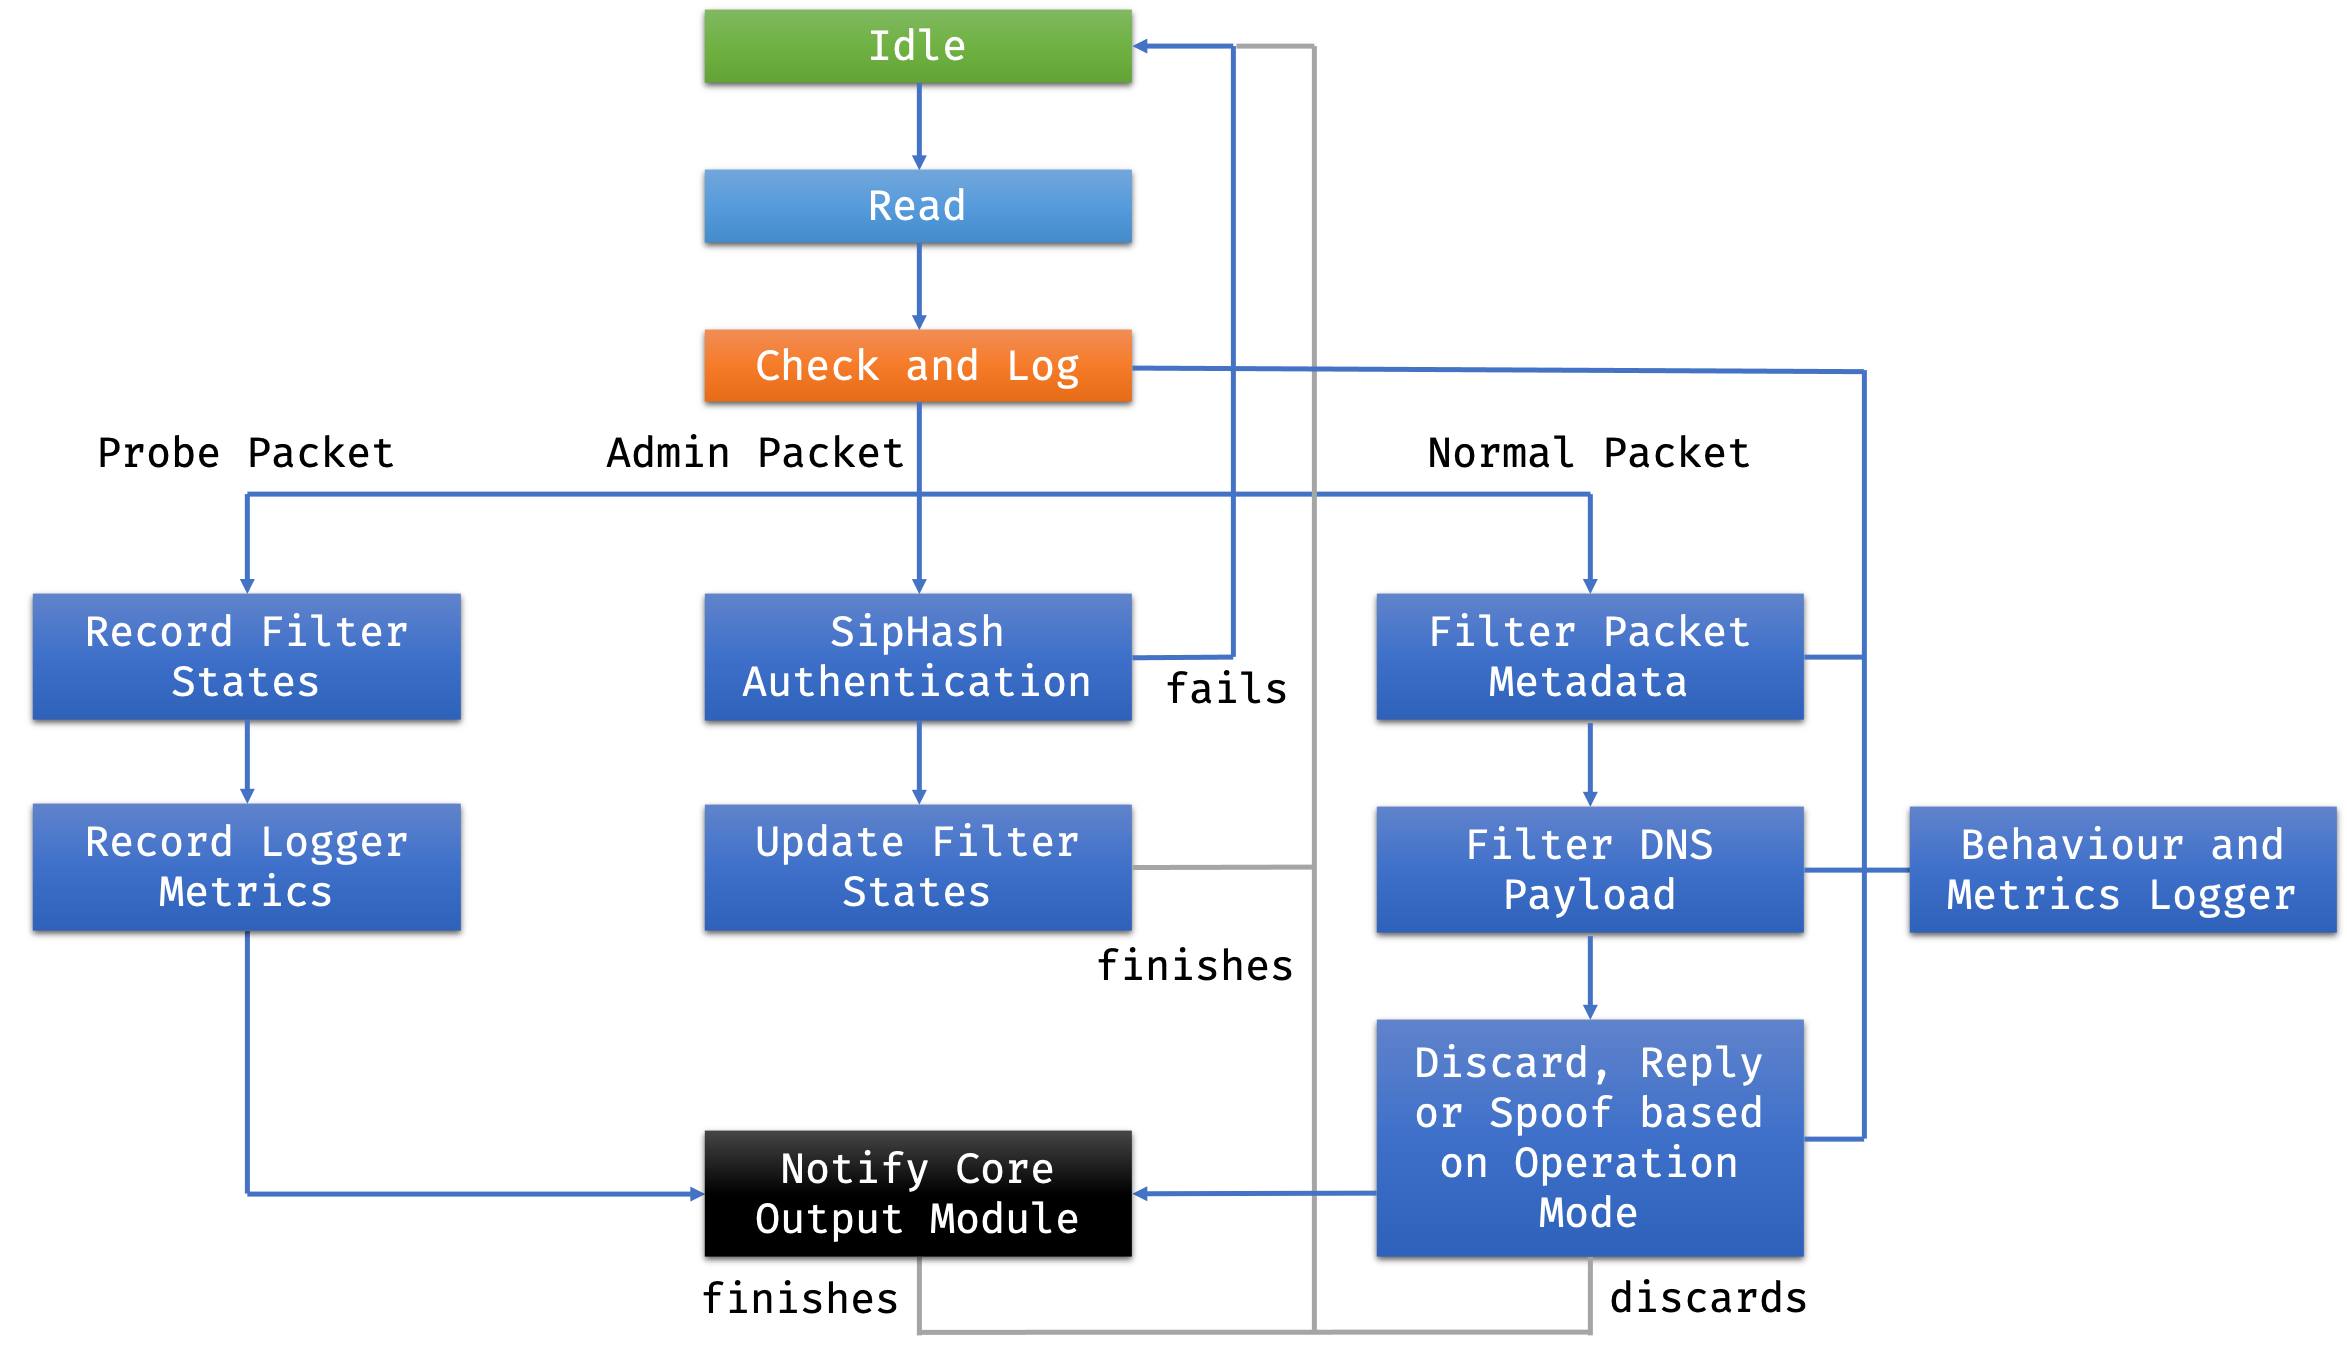 Idle
Read
Check and Log
Probe Packet
Admin Packet
Normal Packet
Record Filter
States
SipHash
Authentication
fails
Filter Packet
Metadata
Record Logger
Metrics
Update Filter
States
finishes
Filter DNS
Payload
Behaviour and
Metrics Logger
Discard, Reply
or Spoof based
on Operation
Mode
Notify Core
Output Module
finishes
discards